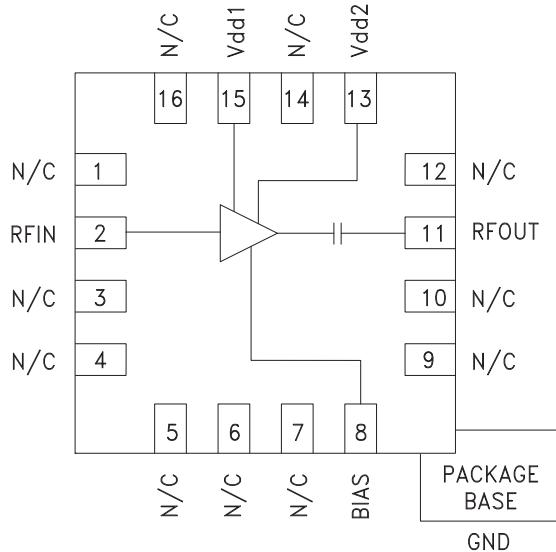 N/C Vdd1 N/C Vdd2
16 15 14 13
N/C 1 12 N/C
RFIN 2 11 RFOUT
N/C 3 10 N/C
N/C 4 9 N/C
5 6 7 8
N/C N/C N/C BIAS
PACKAGE
BASE
GND